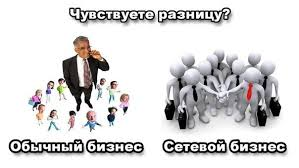 Чувствуете разницу?
Обычный бизнес
Сетевой бизнес